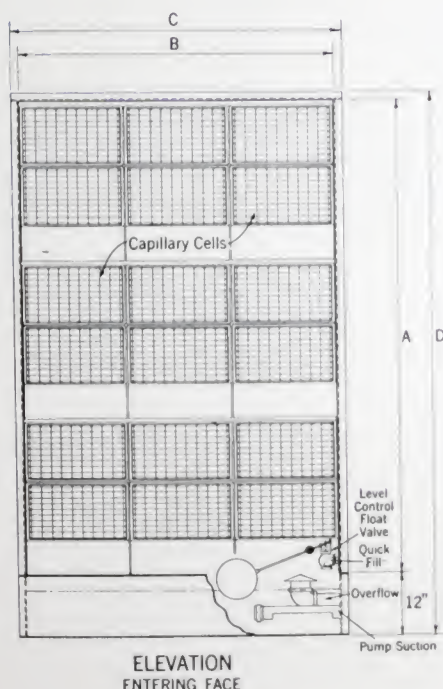 C
B
Capillary Cells
A
D
Level
Control
Float
Valve
Quick
Fill
Overflow
12"
Pump Suction
ELEVATION
ENTERING FACE